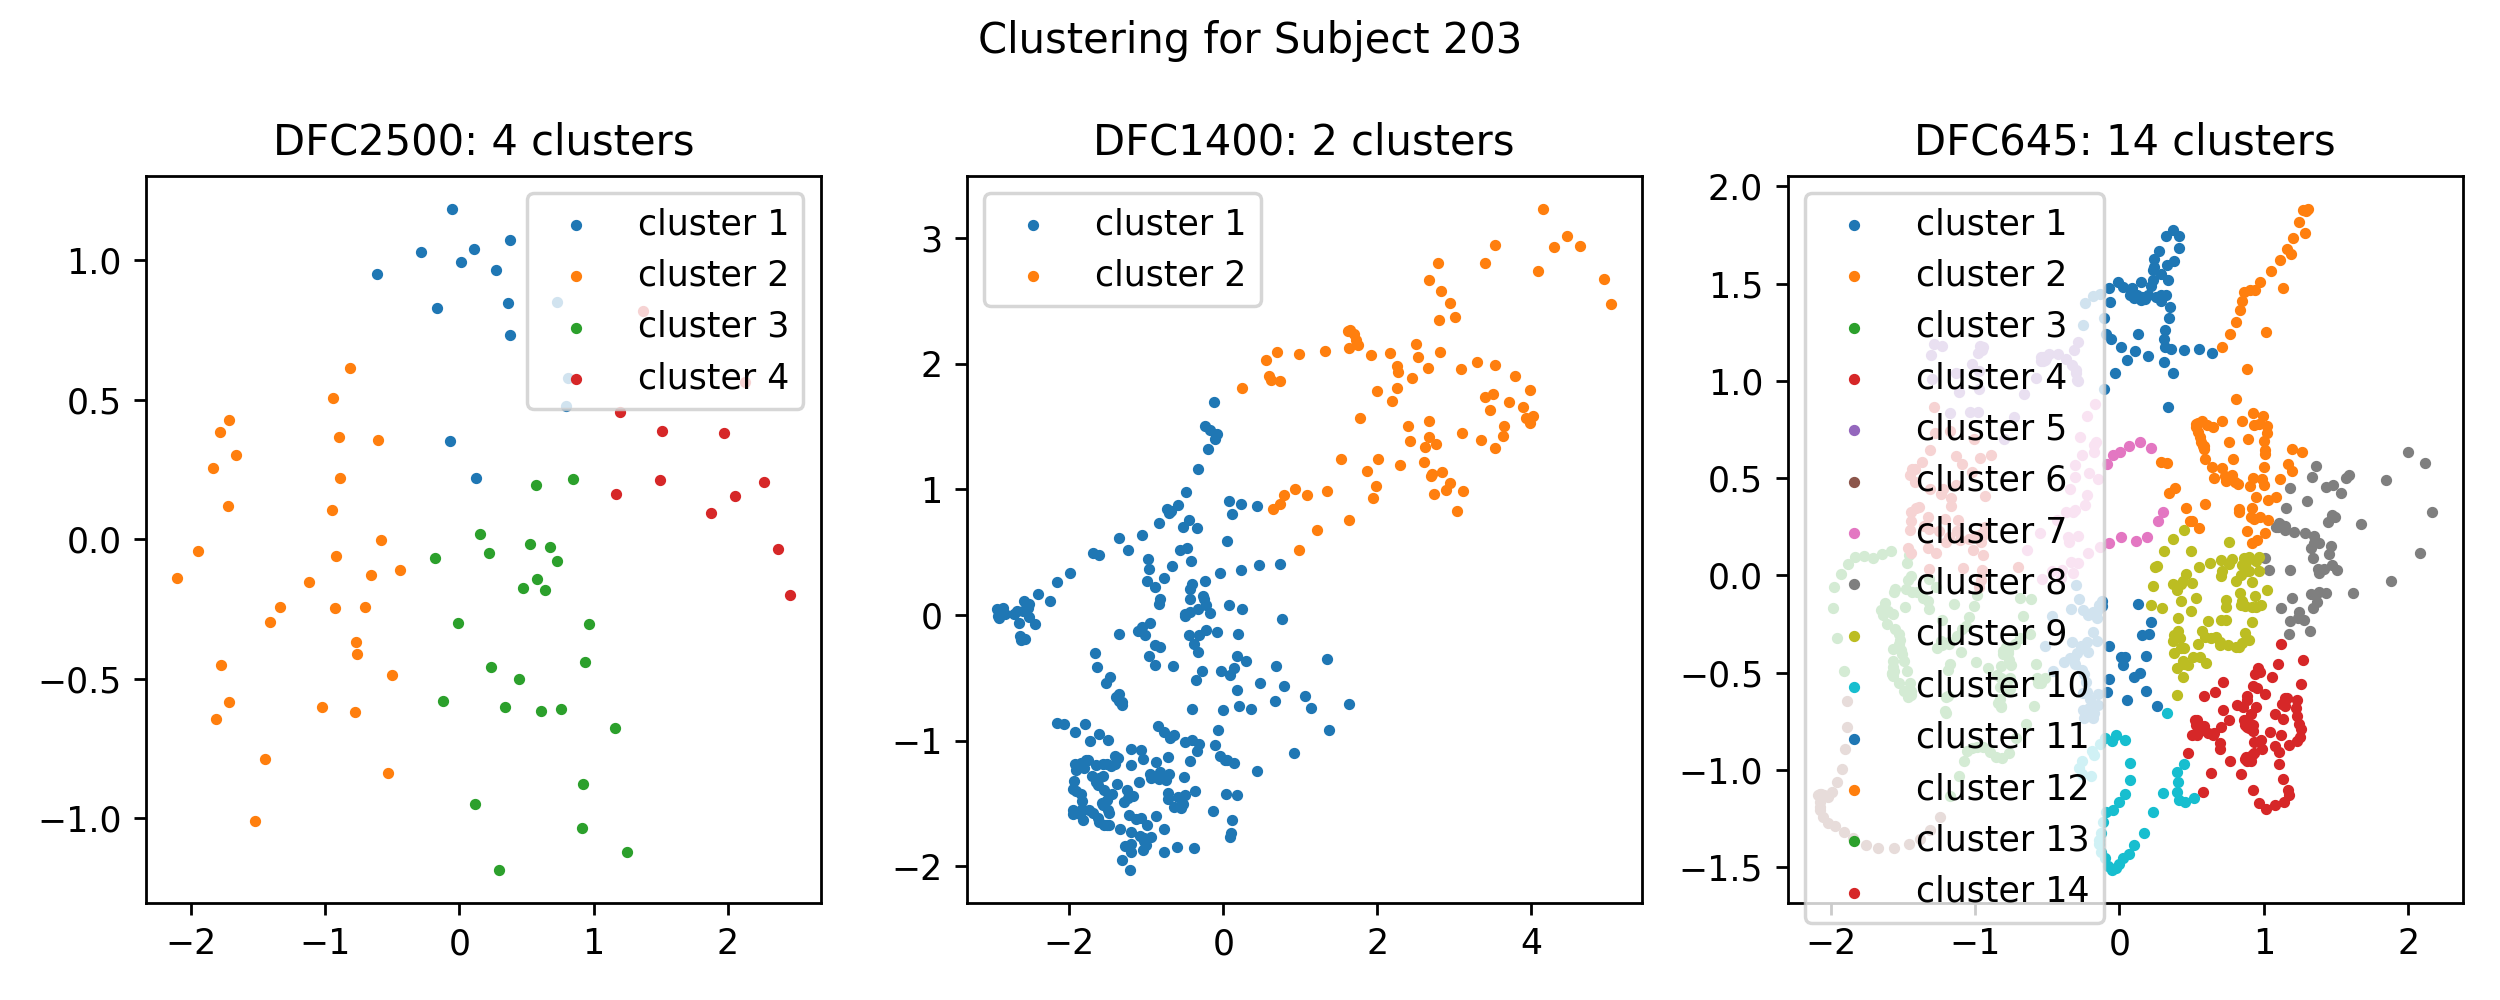 Clustering for Subject 203
DFC2500: 4 clusters
1.0
0.5
0.0
−0.5
−1.0
−2
−1
0
1
2
cluster 1
cluster 2
cluster 3
cluster 4
DFC1400: 2 clusters
3
2
1
0
−1
−2
−2
0
2
4
cluster 1
cluster 2
DFC645: 14 clusters
2.0
1.5
1.0
0.5
0.0
−0.5
−1.0
−1.5
−2
−1
0
1
2
cluster 1
cluster 2
cluster 3
cluster 4
cluster 5
cluster 6
cluster 7
cluster 8
cluster 9
cluster 10
cluster 11
cluster 12
cluster 13
cluster 14